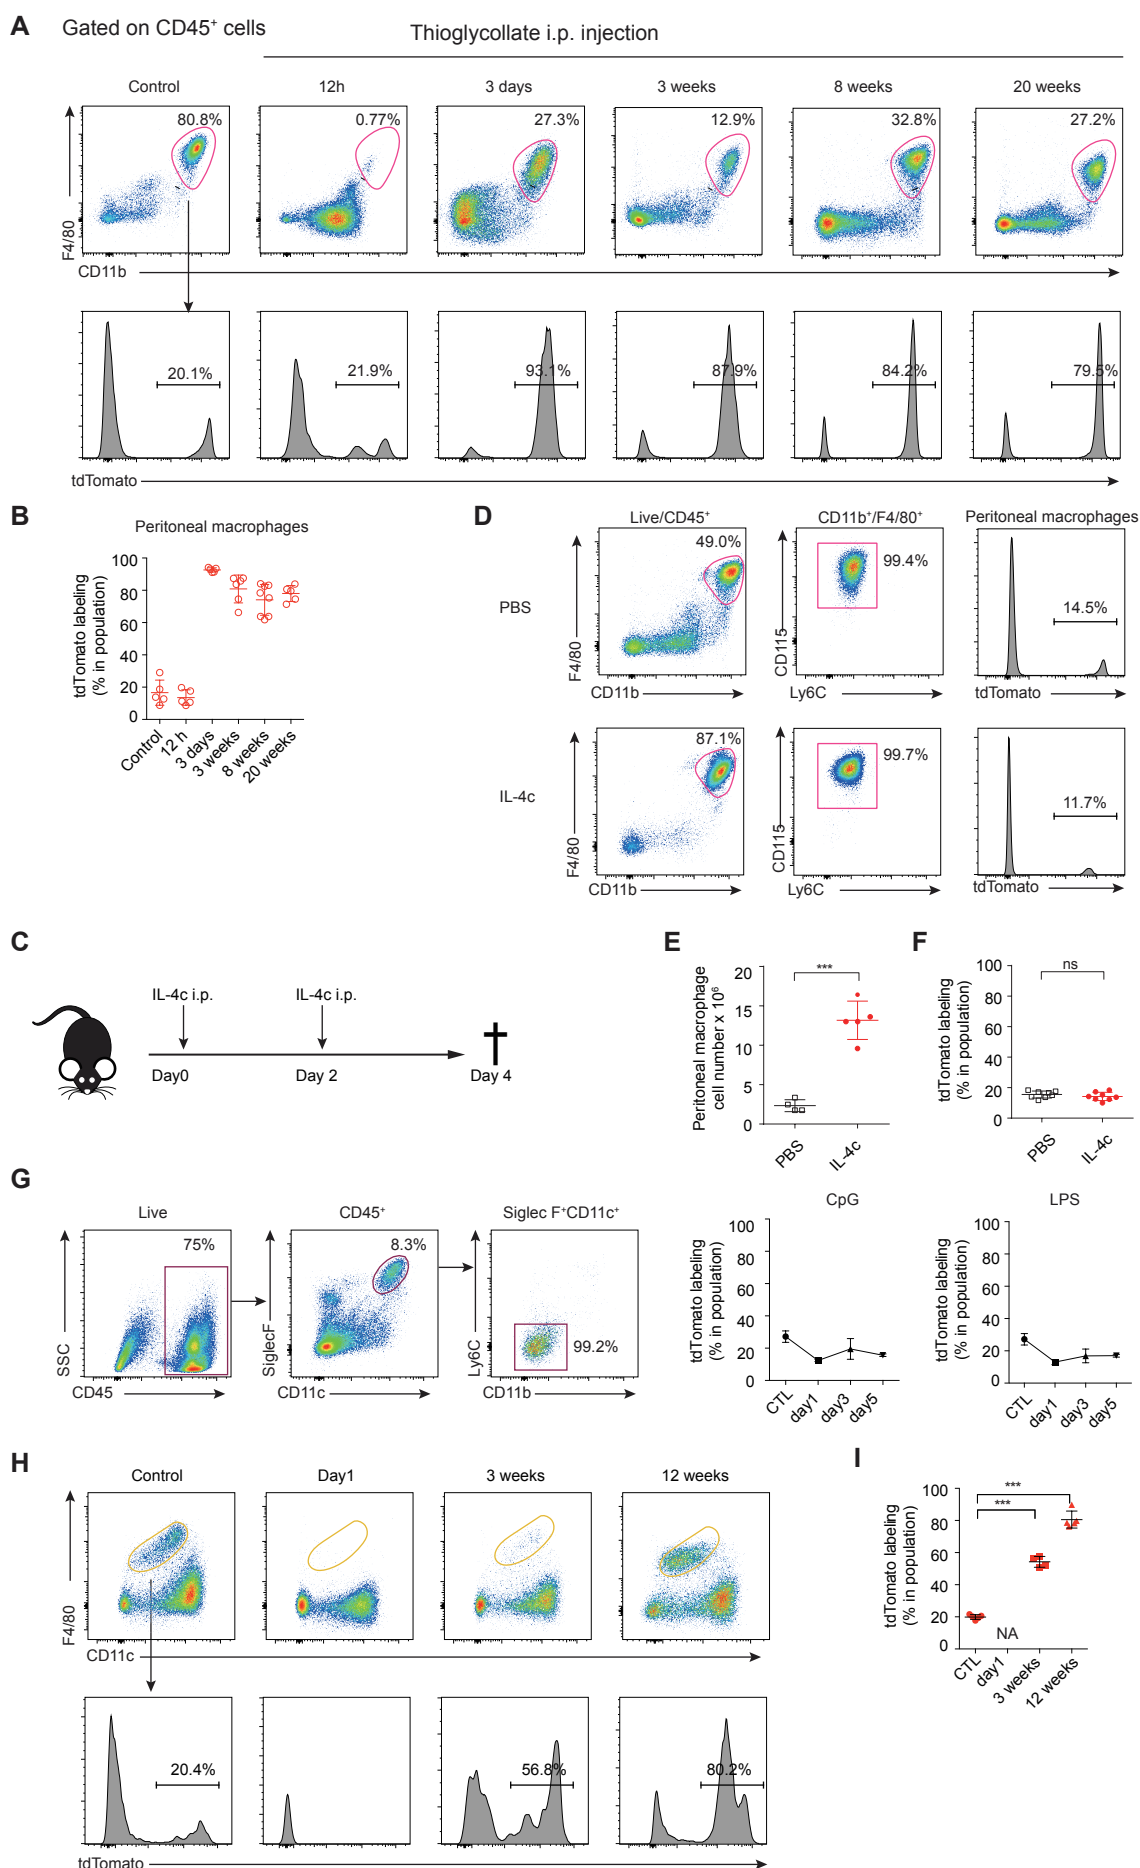 A Gated on CD45⁺ cells
Thioglycollate i.p. injection
Control 12h 3 days 3 weeks 8 weeks 20 weeks
80.8% 0.77% 27.3% 12.9% 32.8% 27.2%
F4/80
CD11b
20.1% 21.9% 93.1% 87.9% 84.2% 79.5%
tdTomato
B
Peritoneal macrophages
tdTomato labeling
(% in population)
100
80
60
40
20
0
Control 12 h 3 days 3 weeks 8 weeks 20 weeks
D
Live/CD45⁺ CD11b⁺/F4/80⁺ Peritoneal macrophages
PBS
49.0% 99.4% 14.5%
F4/80 CD115
CD11b Ly6C tdTomato
IL-4c
87.1% 99.7% 11.7%
F4/80 CD115
CD11b Ly6C tdTomato
C
IL-4c i.p. IL-4c i.p.
Day0 Day 2 Day 4
E
Peritoneal macrophage
cell number x 10⁶
***
20
15
10
5
0
PBS IL-4c
F
tdTomato labeling
(% in population)
ns
100
80
60
40
20
0
PBS IL-4c
G
Live CD45⁺ Siglec F⁺CD11c⁺
75% 8.3% 99.2%
SSC SiglecF Ly6C
CD45 CD11c CD11b
CpG
tdTomato labeling
(% in population)
100
80
60
40
20
0
CTL day1 day3 day5
LPS
tdTomato labeling
(% in population)
100
80
60
40
20
0
CTL day1 day3 day5
H
Control Day1 3 weeks 12 weeks
F4/80
CD11c
20.4% 56.8% 80.2%
tdTomato
I
tdTomato labeling
(% in population)
***
***
100
80
60
40
20
0
NA
CTL day1 3 weeks 12 weeks